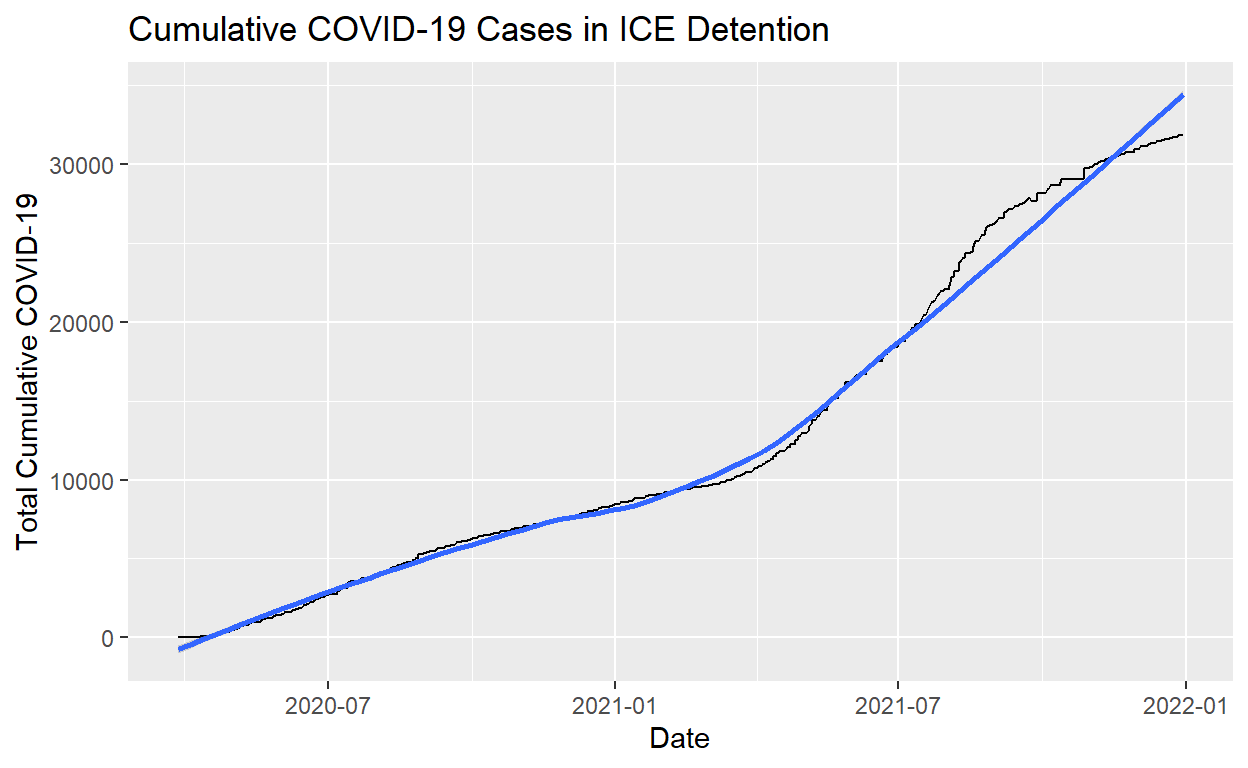 Cumulative COVID-19 Cases in ICE Detention
Total Cumulative COVID-19
30000
20000
10000
0
2020-07
2021-01
2021-07
2022-01
Date